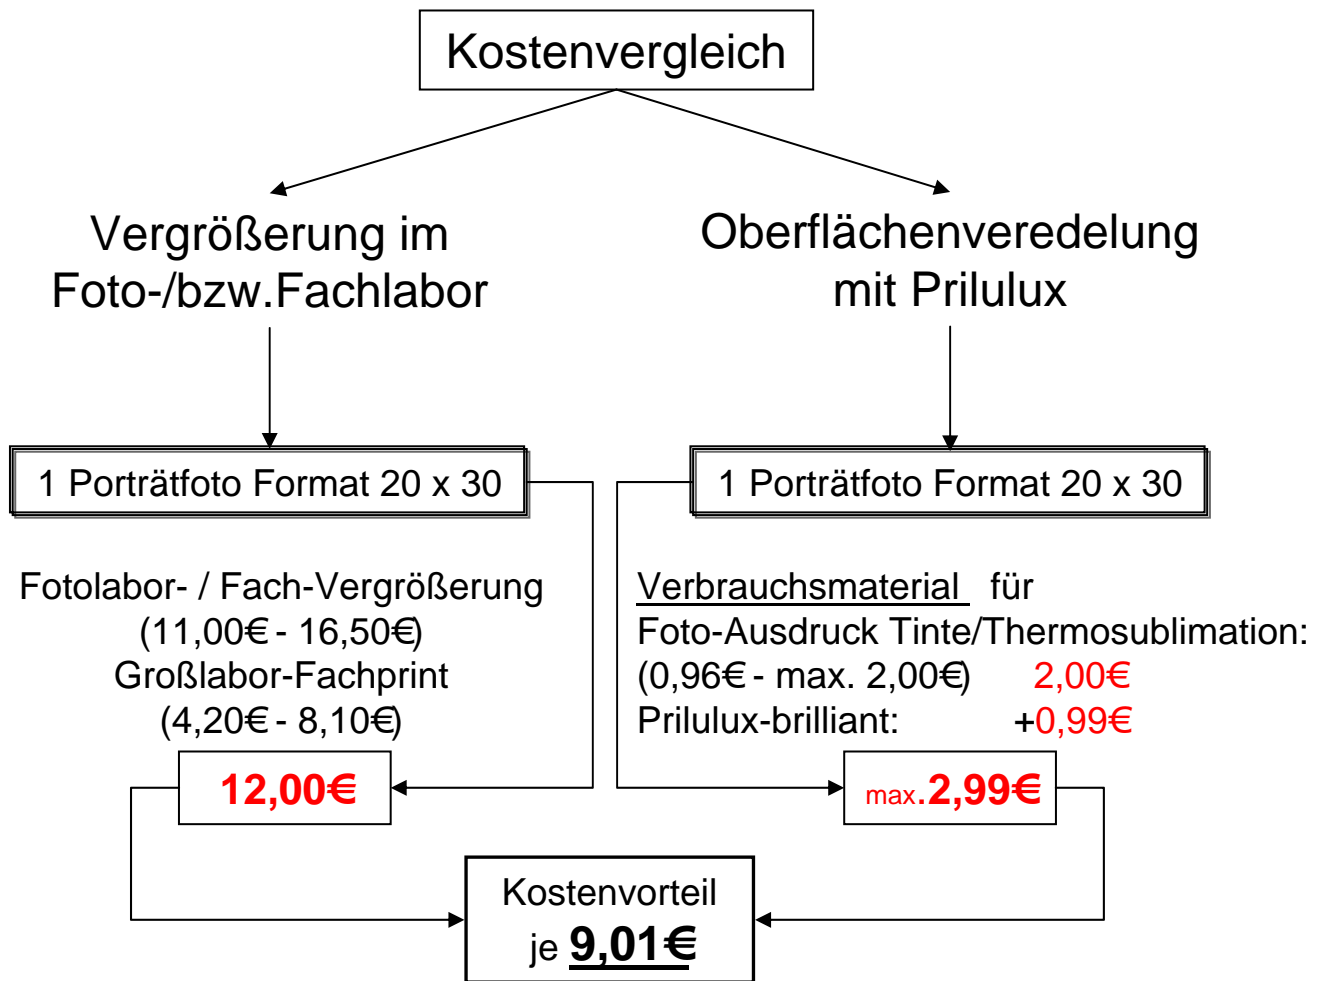 Kostenvergleich
Vergrößerung im
Foto-/bzw.Fachlabor
Oberflächenveredelung
mit Prilulux
1 Porträtfoto Format 20 x 30
1 Porträtfoto Format 20 x 30
Fotolabor- / Fach-Vergrößerung
(11,00€ - 16,50€)
Großlabor-Fachprint
(4,20€ - 8,10€)
12,00€
Verbrauchsmaterial für
Foto-Ausdruck Tinte/Thermosublimation:
(0,96€ - max. 2,00€) 2,00€
Prilulux-brilliant: +0,99€
max.2,99€
Kostenvorteil
je 9,01€